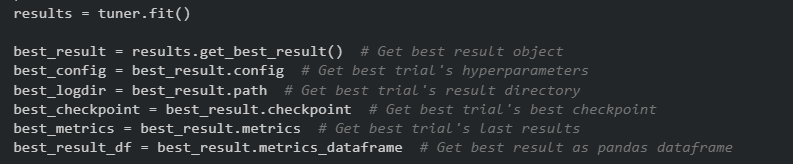 results = tuner.fit()
best_result = results.get_best_result()  # Get best result object
best_config = best_result.config  # Get best trial's hyperparameters
best_logdir = best_result.path  # Get best trial's result directory
best_checkpoint = best_result.checkpoint  # Get best trial's best checkpoint
best_metrics = best_result.metrics  # Get best trial's last results
best_result_df = best_result.metrics_dataframe  # Get best result as pandas dataframe